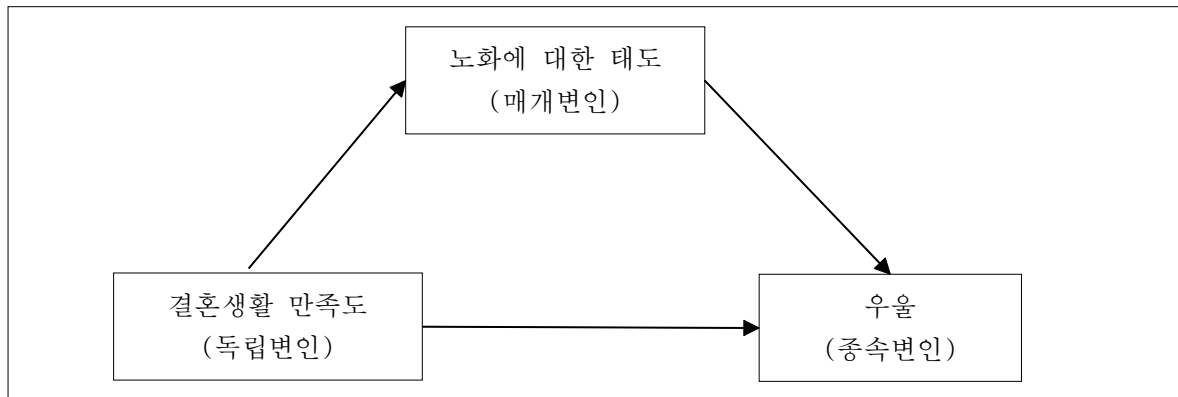 노화에 대한 태도
(매개변인)
결혼생활 만족도
(독립변인)
우울
(종속변인)